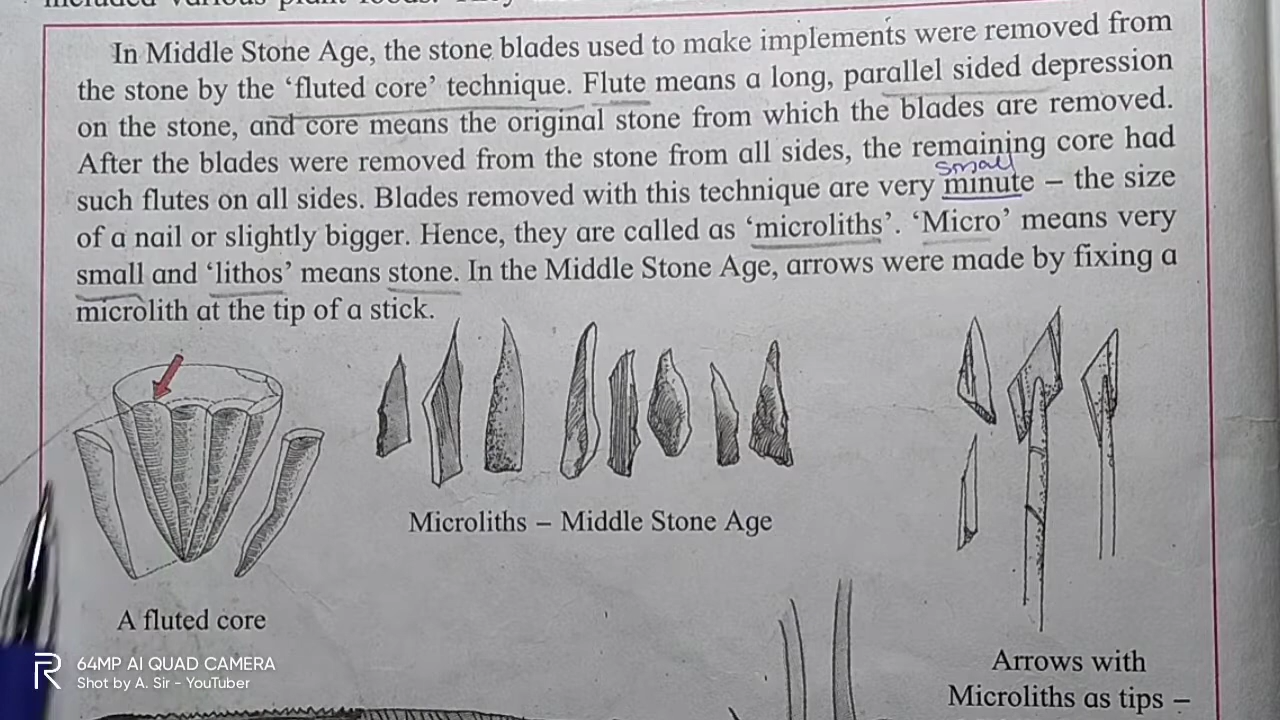 In Middle Stone Age, the stone blades used to make implements were removed from
the stone by the ‘fluted core’ technique. Flute means a long, parallel sided depression
on the stone, and core means the original stone from which the blades are removed.
After the blades were removed from the stone from all sides, the remaining core had
small
such flutes on all sides. Blades removed with this technique are very minute – the size
of a nail or slightly bigger. Hence, they are called as ‘microliths’. ‘Micro’ means very
small and ‘lithos’ means stone. In the Middle Stone Age, arrows were made by fixing a
microlith at the tip of a stick.
Microliths – Middle Stone Age
A fluted core
Arrows with
Microliths as tips –
R
64MP AI QUAD CAMERA
Shot by A. Sir - YouTuber